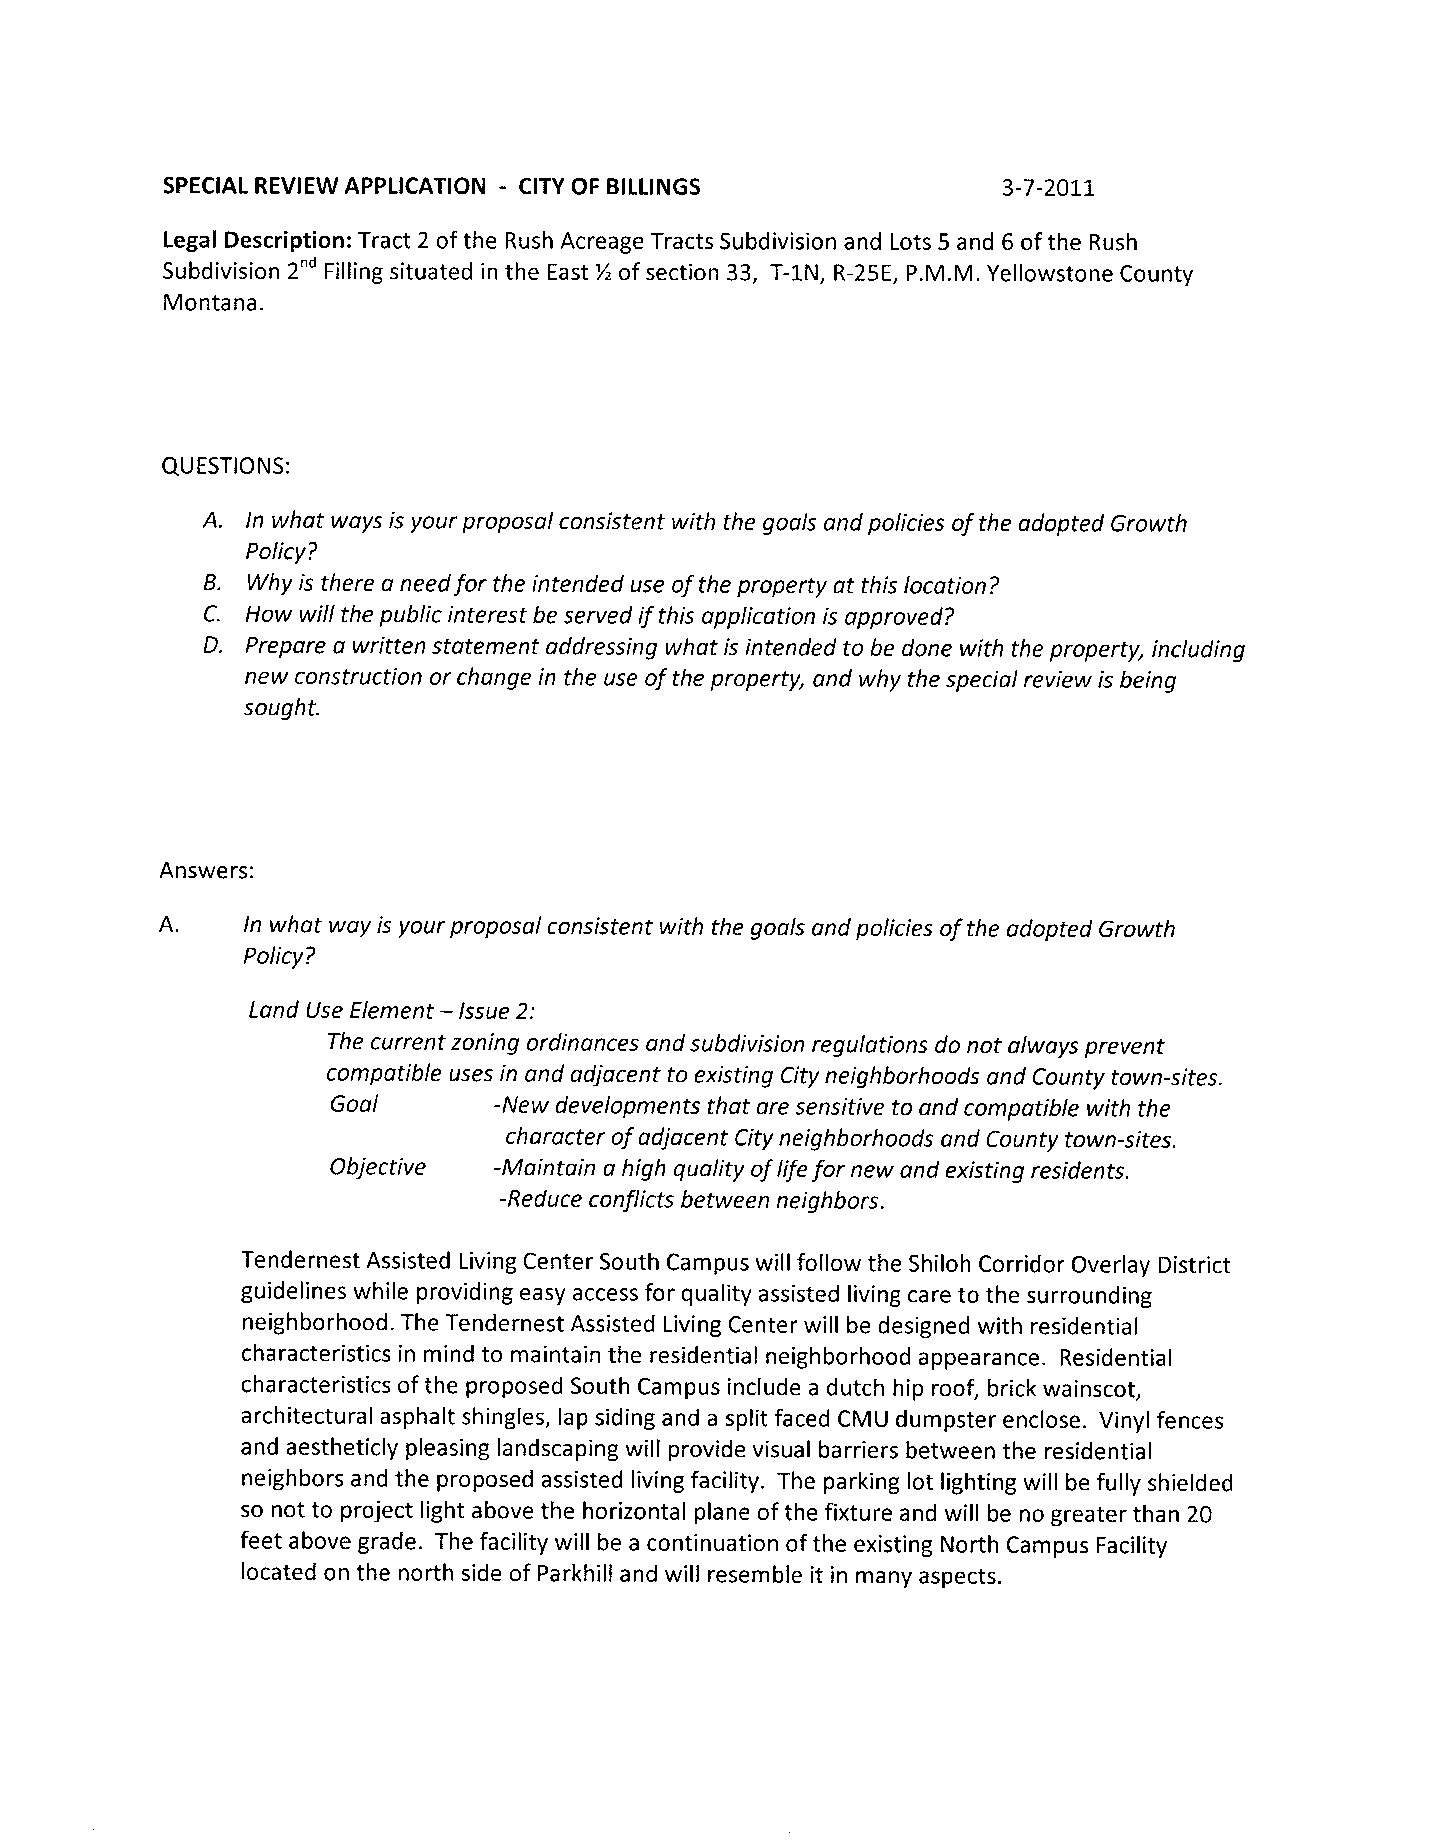 SPECIAL REVIEW APPLICATION - CITY OF BILLINGS 3-7-2011
Legal Description: Tract 2 of the Rush Acreage Tracts Subdivision and Lots 5 and 6 of the Rush
Subdivision 2nd Filling situated in the East ½ of section 33, T-1N, R-25E, P.M.M. Yellowstone County
Montana.
QUESTIONS:
A. In what ways is your proposal consistent with the goals and policies of the adopted Growth
Policy?
B. Why is there a need for the intended use of the property at this location?
C. How will the public interest be served if this application is approved?
D. Prepare a written statement addressing what is intended to be done with the property, including
new construction or change in the use of the property, and why the special review is being
sought.
Answers:
A. In what way is your proposal consistent with the goals and policies of the adopted Growth
Policy?
Land Use Element – Issue 2:
The current zoning ordinances and subdivision regulations do not always prevent
compatible uses in and adjacent to existing City neighborhoods and County town-sites.
Goal -New developments that are sensitive to and compatible with the
character of adjacent City neighborhoods and County town-sites.
Objective -Maintain a high quality of life for new and existing residents.
-Reduce conflicts between neighbors.
Tendernest Assisted Living Center South Campus will follow the Shiloh Corridor Overlay District
guidelines while providing easy access for quality assisted living care to the surrounding
neighborhood. The Tendernest Assisted Living Center will be designed with residential
characteristics in mind to maintain the residential neighborhood appearance. Residential
characteristics of the proposed South Campus include a dutch hip roof, brick wainscot,
architectural asphalt shingles, lap siding and a split faced CMU dumpster enclose. Vinyl fences
and aestheticly pleasing landscaping will provide visual barriers between the residential
neighbors and the proposed assisted living facility. The parking lot lighting will be fully shielded
so not to project light above the horizontal plane of the fixture and will be no greater than 20
feet above grade. The facility will be a continuation of the existing North Campus Facility
located on the north side of Parkhill and will resemble it in many aspects.